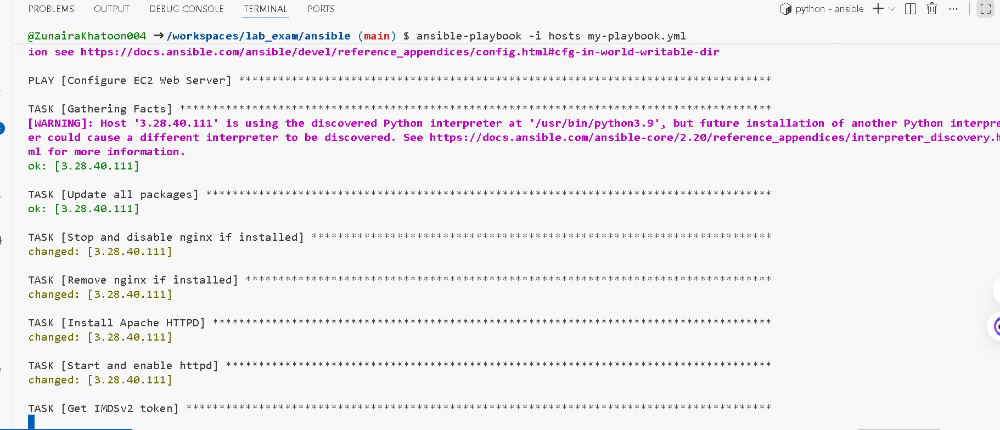 PROBLEMS OUTPUT DEBUG CONSOLE TERMINAL PORTS python - ansible
@ZunairaKhatoon004 ➜ /workspaces/lab_exam/ansible (main) $ ansible-playbook -i hosts my-playbook.yml
ion see https://docs.ansible.com/ansible/devel/reference_appendices/config.html#cfg-in-world-writable-dir
PLAY [Configure EC2 Web Server] *********************************************************************************
TASK [Gathering Facts] ******************************************************************************************
[WARNING]: Host '3.28.40.111' is using the discovered Python interpreter at '/usr/bin/python3.9', but future installation of another Python interpre
er could cause a different interpreter to be discovered. See https://docs.ansible.com/ansible-core/2.20/reference_appendices/interpreter_discovery.h
ml for more information.
ok: [3.28.40.111]
TASK [Update all packages] **************************************************************************************
ok: [3.28.40.111]
TASK [Stop and disable nginx if installed] **********************************************************************
changed: [3.28.40.111]
TASK [Remove nginx if installed] ********************************************************************************
changed: [3.28.40.111]
TASK [Install Apache HTTPD] *************************************************************************************
changed: [3.28.40.111]
TASK [Start and enable httpd] ***********************************************************************************
changed: [3.28.40.111]
TASK [Get IMDSv2 token] *****************************************************************************************